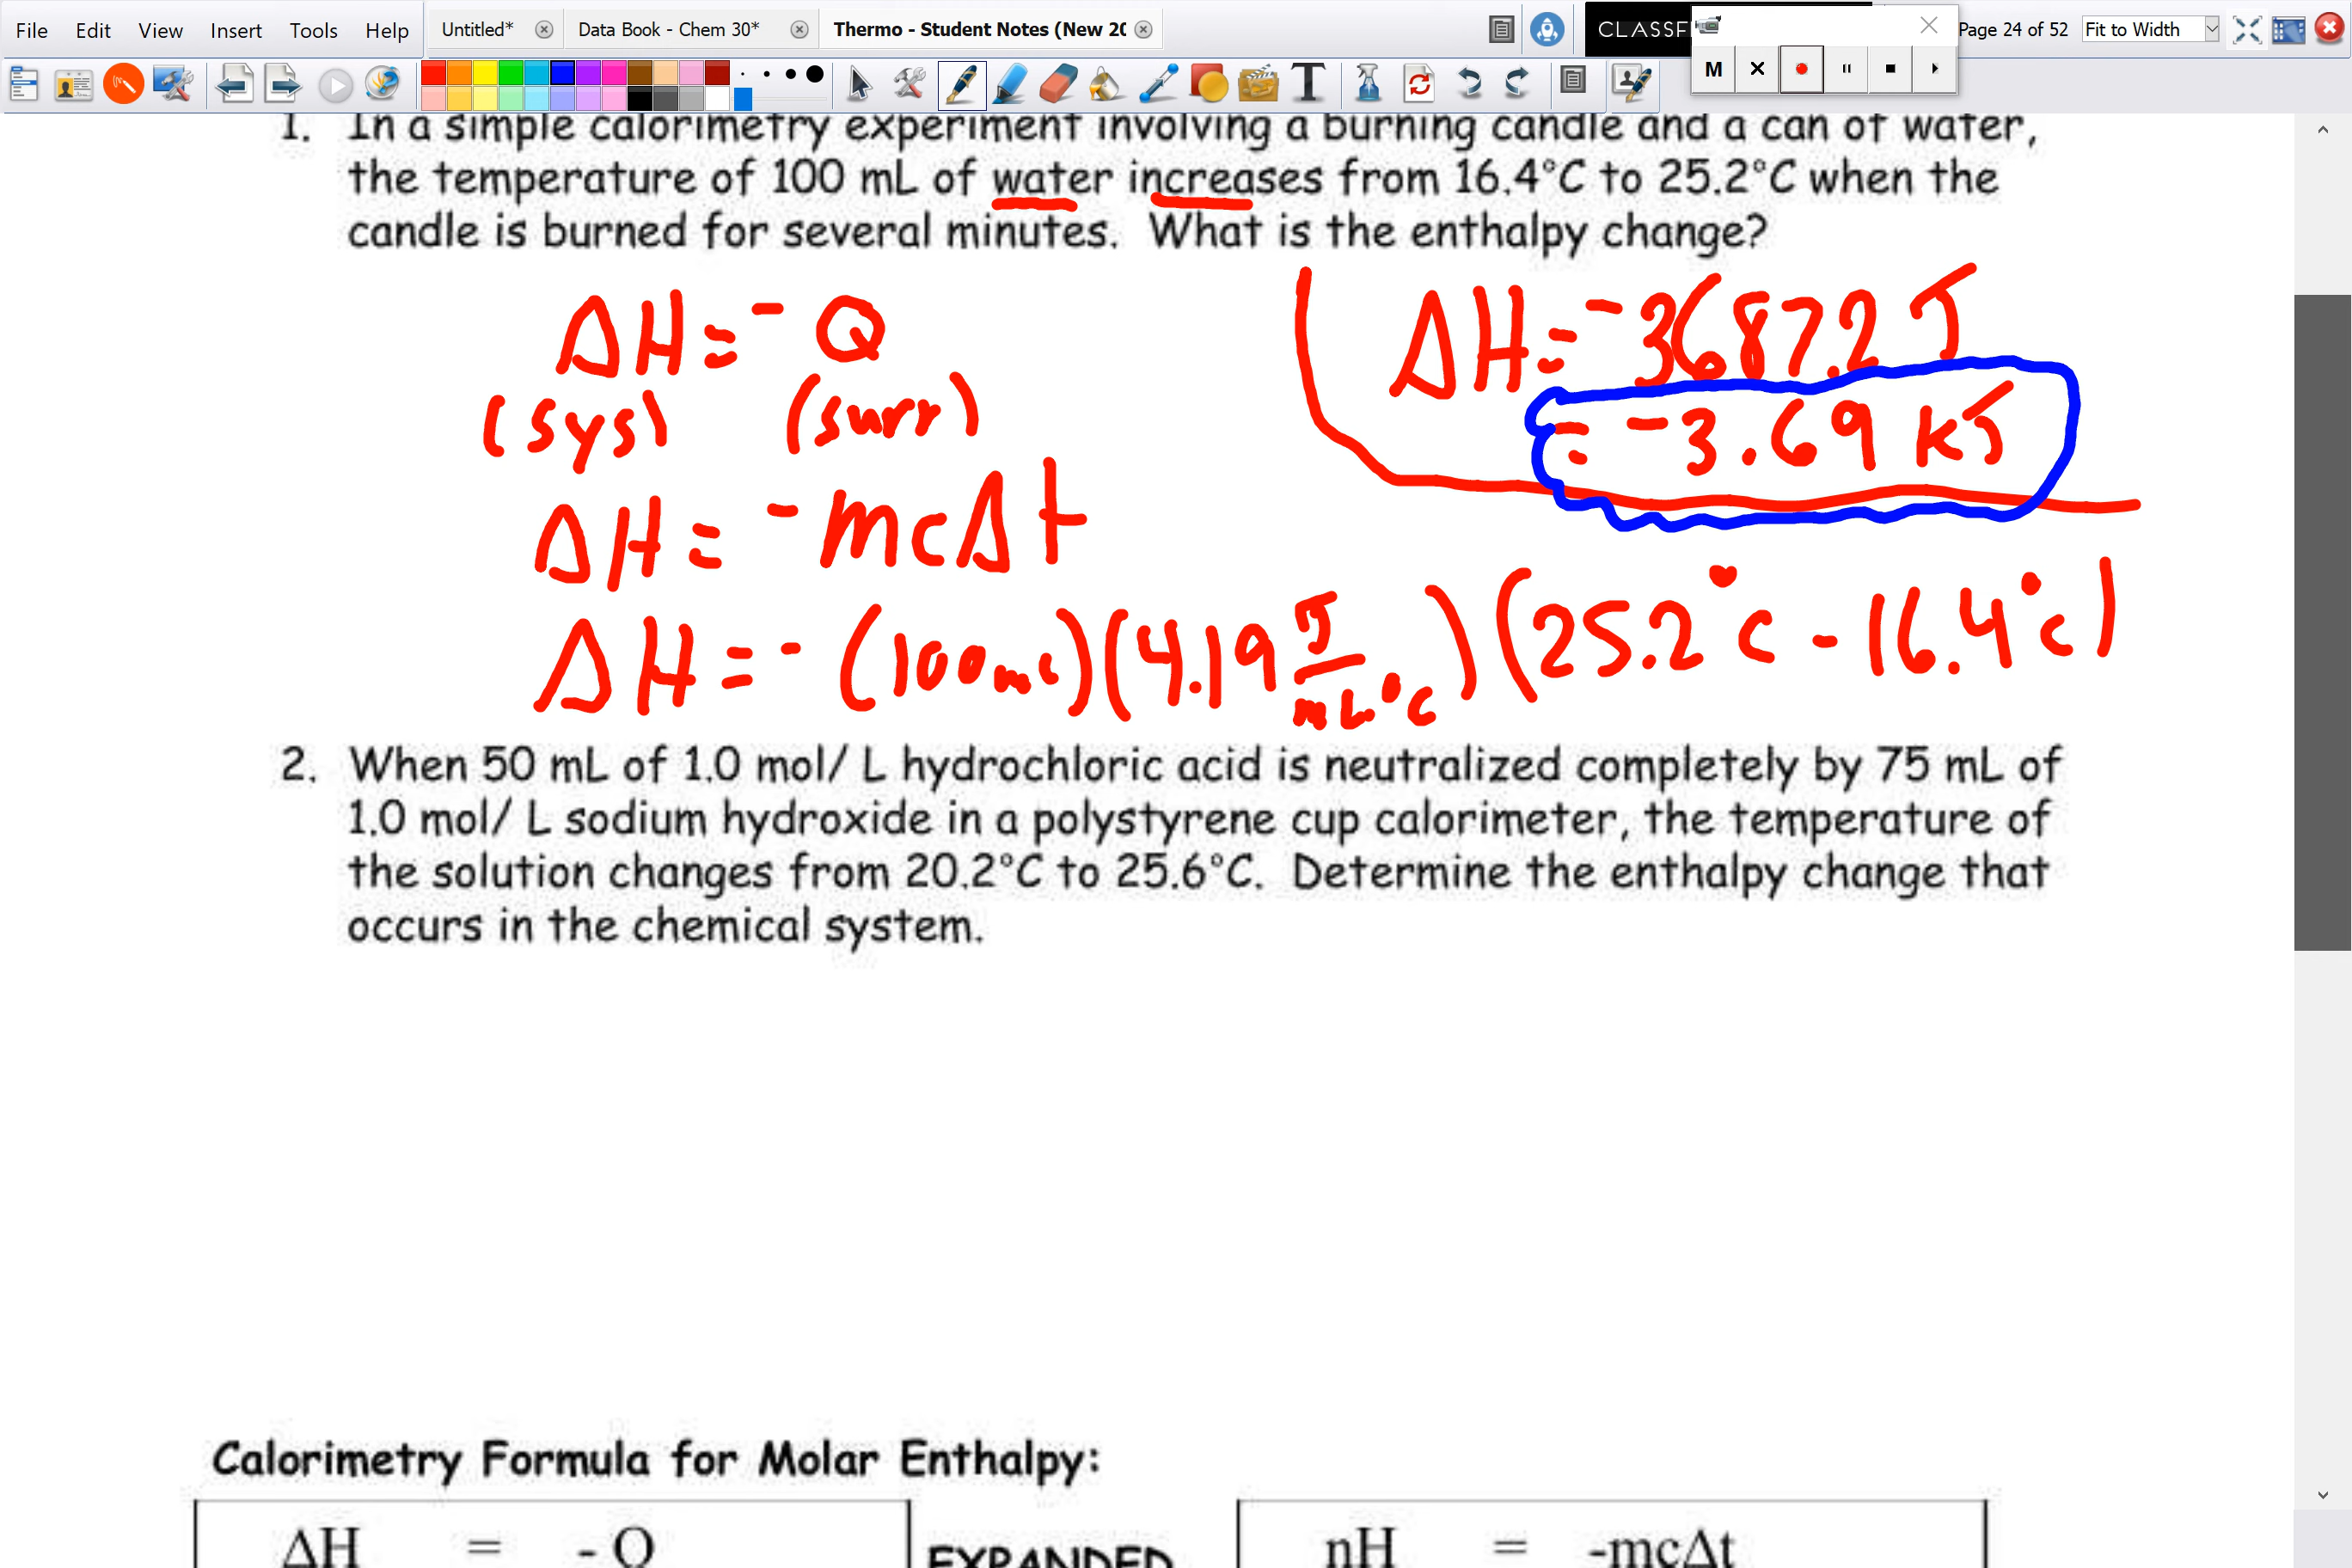 File Edit View Insert Tools Help Untitled* Data Book - Chem 30* Thermo - Student Notes (New 20 CLASSF Page 24 of 52 Fit to Width
M
T
1. In a simple calorimetry experiment involving a burning candle and a can of water,
the temperature of 100 mL of water increases from 16.4°C to 25.2°C when the
candle is burned for several minutes. What is the enthalpy change?
ΔH = -Q
(sys) (surr)
ΔH = -3687.2 J
= -3.69 kJ
ΔH = -mcΔt
ΔH = -(100mL)(4.19 J/mL·°C)(25.2°C - 16.4°C)
2. When 50 mL of 1.0 mol/ L hydrochloric acid is neutralized completely by 75 mL of
1.0 mol/ L sodium hydroxide in a polystyrene cup calorimeter, the temperature of
the solution changes from 20.2°C to 25.6°C. Determine the enthalpy change that
occurs in the chemical system.
Calorimetry Formula for Molar Enthalpy:
ΔH = - Q EXPANDED nH = -mcΔt